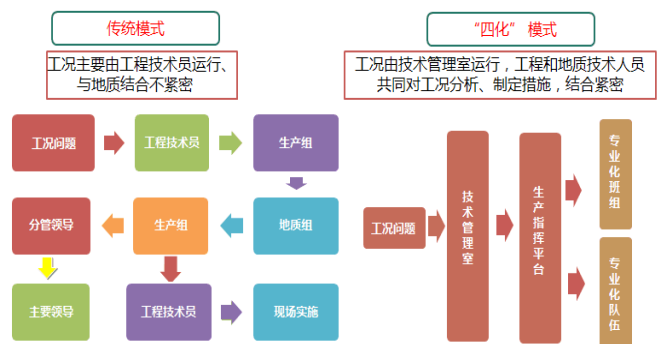 传统模式
工况主要由工程技术员运行、
与地质结合不紧密
工况问题
工程技术员
生产组
分管领导
生产组
地质组
主要领导
工程技术员
现场实施
“四化” 模式
工况由技术管理室运行，工程和地质技术人员
共同对工况分析、制定措施，结合紧密
工况问题
技术管理室
生产指挥平台
专业化班组
专业化队伍